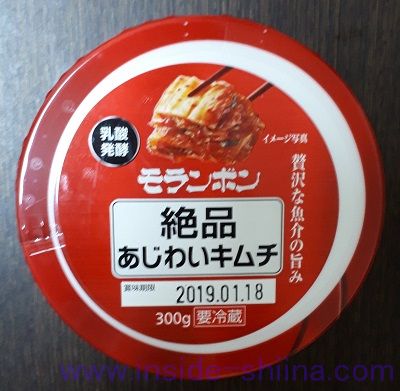 乳酸
発酵
イメージ写真
贅沢な魚介の旨み
モランボン
絶品
あじわいキムチ
賞味期限 2019.01.18
300g 要冷蔵
www.inside-shiina.com